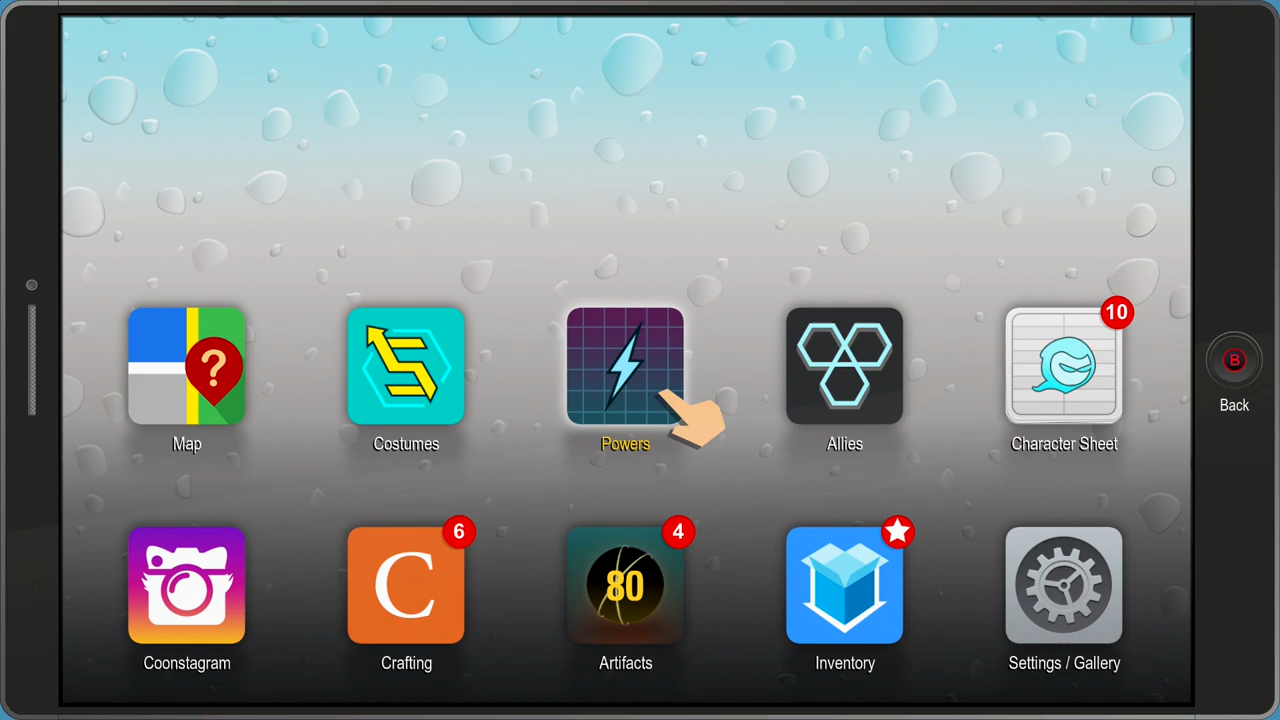 10
?
B
Back
Map
Costumes
Powers
Allies
Character Sheet
6
4
C
80
Coonstagram
Crafting
Artifacts
Inventory
Settings / Gallery